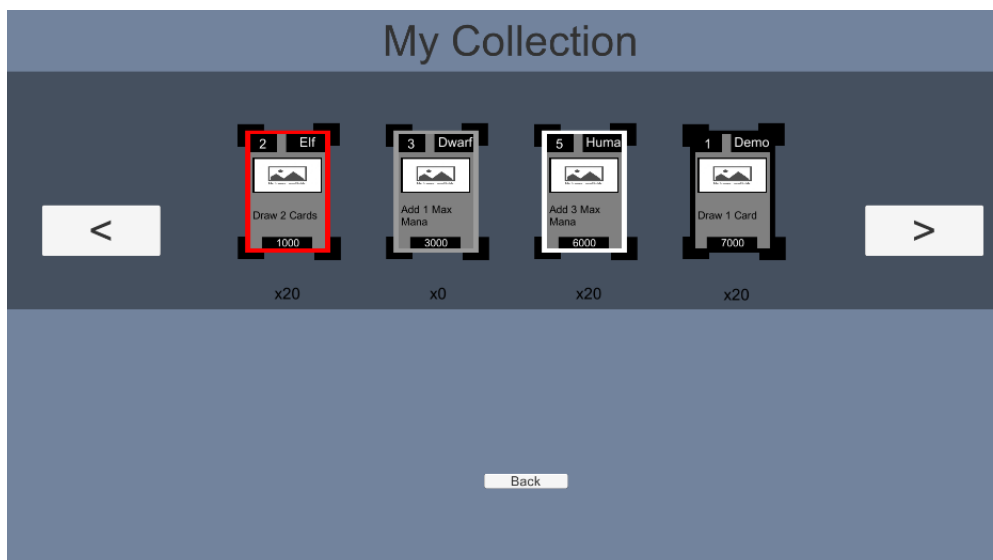 My Collection
2 Elf
Draw 2 Cards
1000
x20
3 Dwarf
Add 1 Max
Mana
3000
x0
5 Huma
Add 3 Max
Mana
6000
x20
1 Demo
Draw 1 Card
7000
x20
<
>
Back